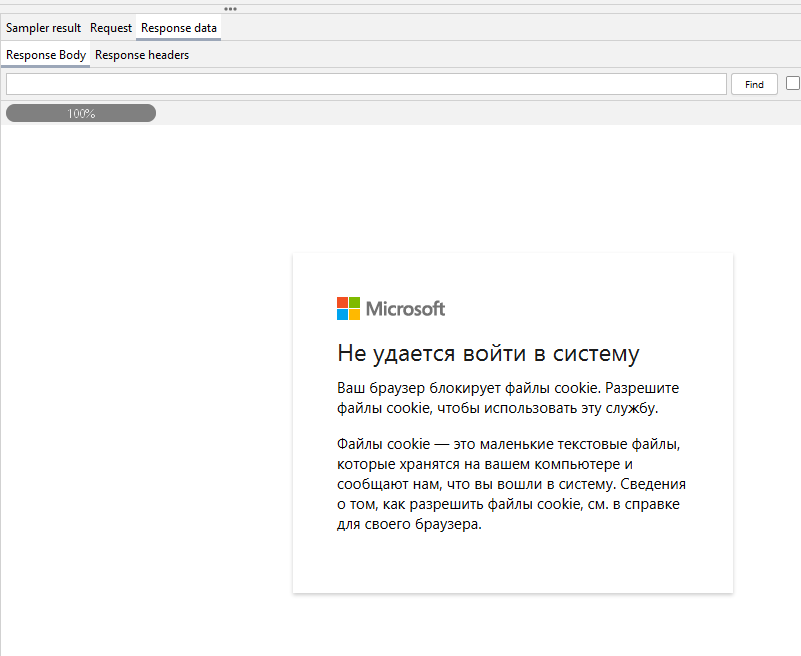 Sampler result Request Response data
Response Body Response headers
Find
100%
Microsoft
Не удается войти в систему
Ваш браузер блокирует файлы cookie. Разрешите
файлы cookie, чтобы использовать эту службу.
Файлы cookie — это маленькие текстовые файлы,
которые хранятся на вашем компьютере и
сообщают нам, что вы вошли в систему. Сведения
о том, как разрешить файлы cookie, см. в справке
для своего браузера.